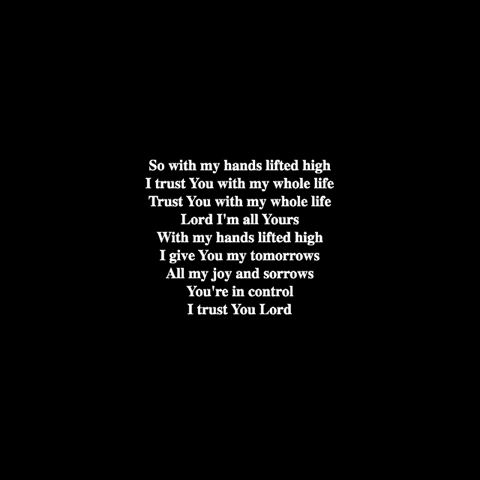 So with my hands lifted high
I trust You with my whole life
Trust You with my whole life
Lord I'm all Yours
With my hands lifted high
I give You my tomorrows
All my joy and sorrows
You're in control
I trust You Lord